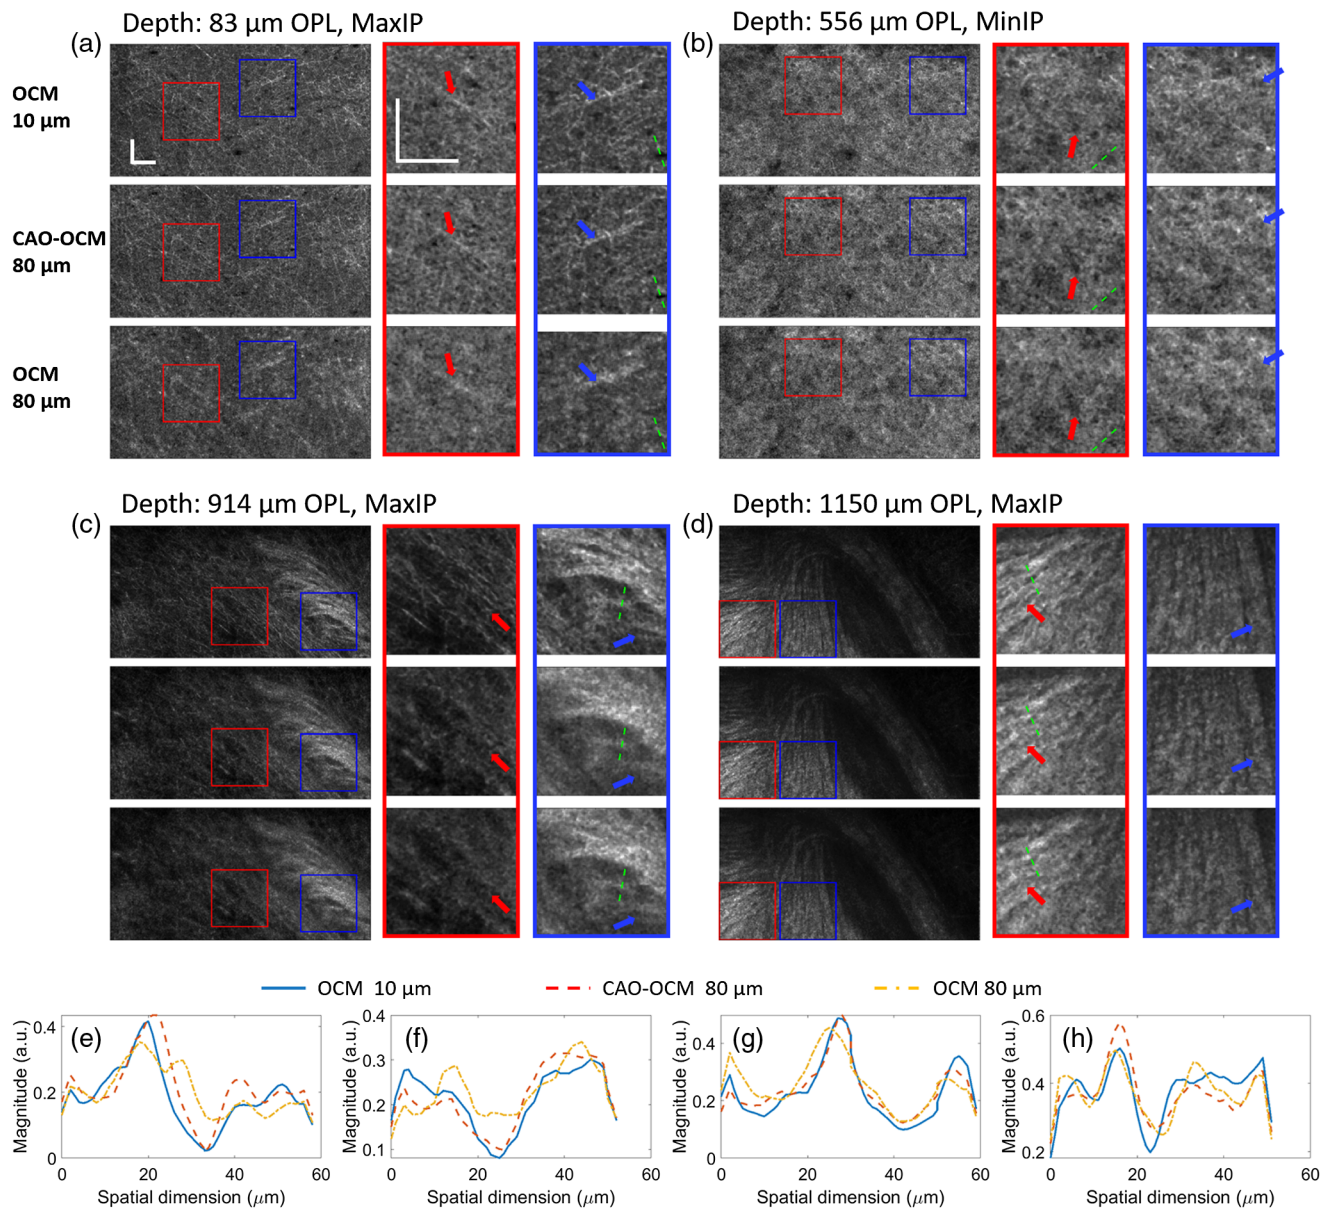 Depth: 83 μm OPL, MaxIP
Depth: 556 μm OPL, MinIP
(a)
(b)
OCM
10 μm
CAO-OCM
80 μm
OCM
80 μm
Depth: 914 μm OPL, MaxIP
Depth: 1150 μm OPL, MaxIP
(c)
(d)
OCM 10 μm
CAO-OCM 80 μm
OCM 80 μm
(e)
Magnitude (a.u.)
0.4
0.2
0
0 20 40 60
Spatial dimension (μm)
(f)
Magnitude (a.u.)
0.4
0.3
0.2
0.1
0 20 40 60
Spatial dimension (μm)
(g)
Magnitude (a.u.)
0.4
0.2
0
0 20 40 60
Spatial dimension (μm)
(h)
Magnitude (a.u.)
0.6
0.4
0.2
0 20 40 60
Spatial dimension (μm)